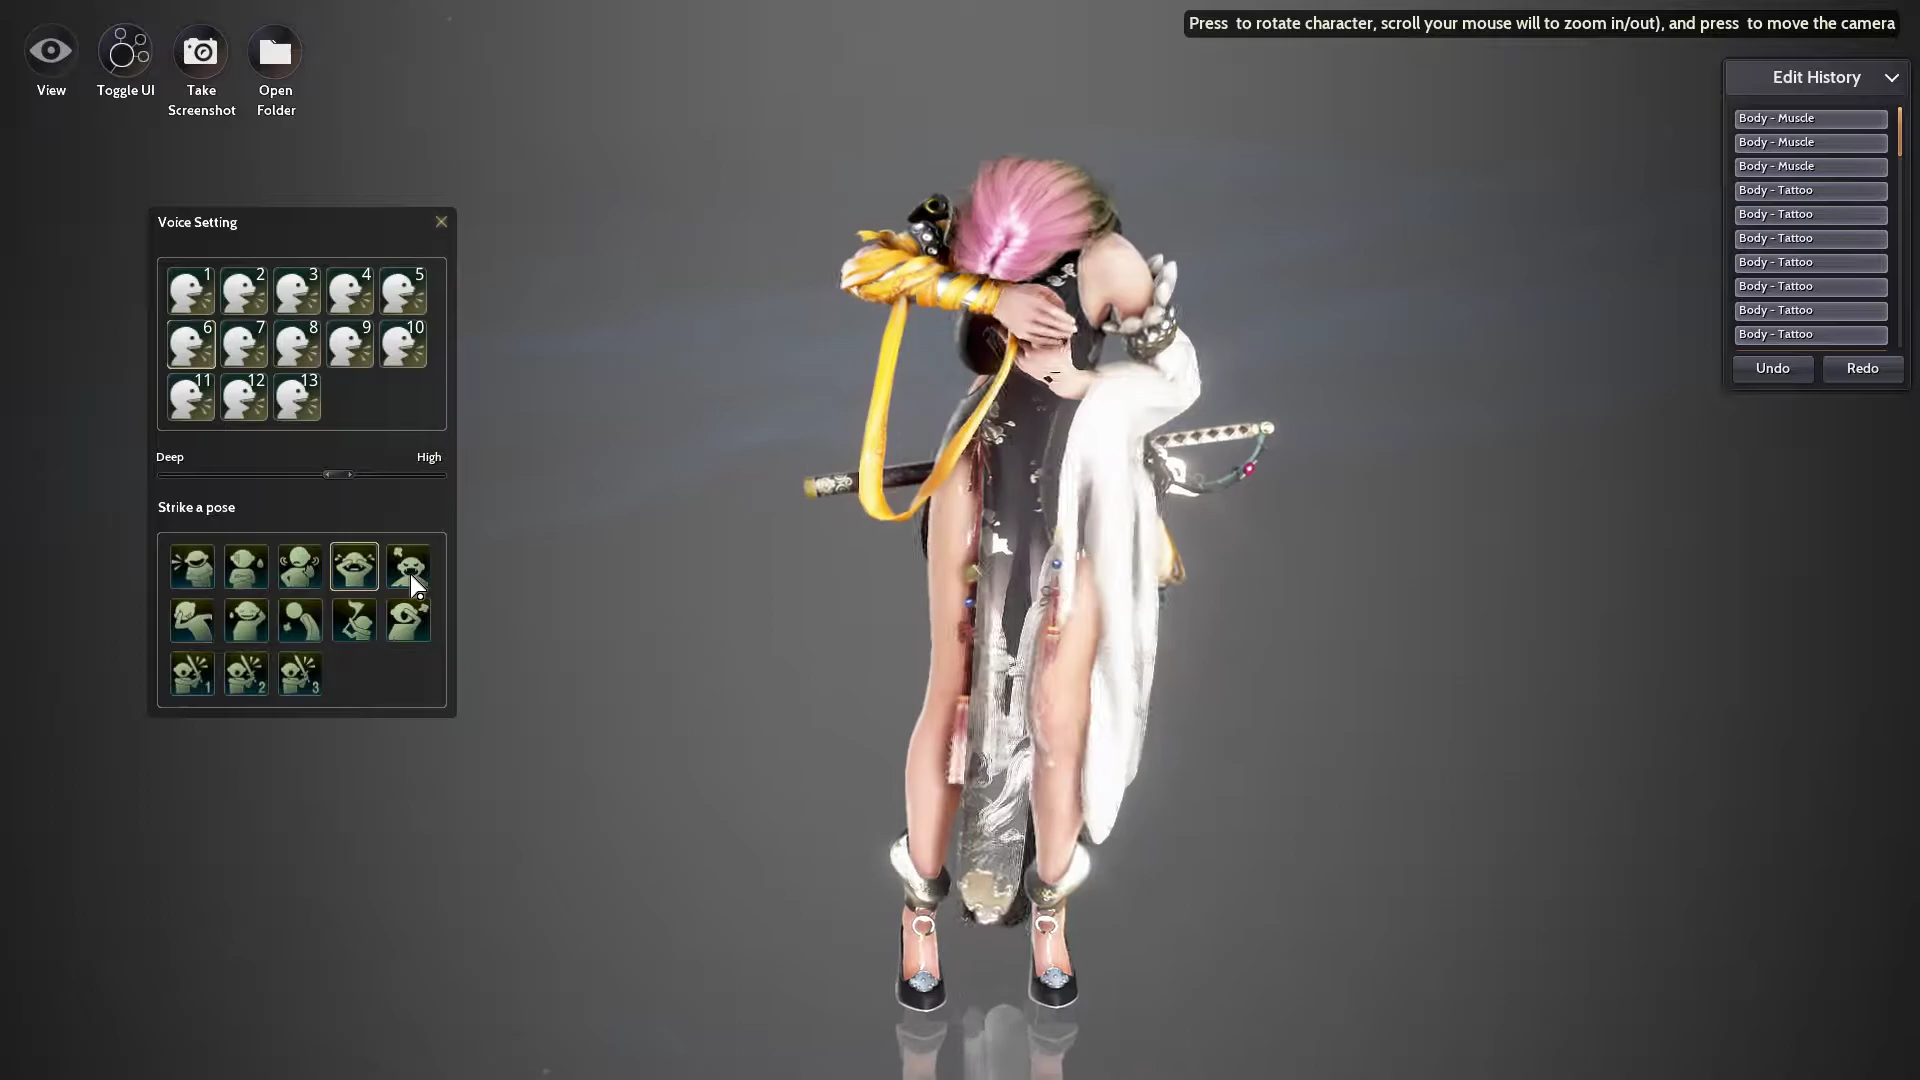 Press  to rotate character, scroll your mouse will to zoom in/out), and press  to move the camera
View
Toggle UI
Take
Screenshot
Open
Folder
Edit History
Body - Muscle
Body - Muscle
Body - Muscle
Body - Tattoo
Body - Tattoo
Body - Tattoo
Body - Tattoo
Body - Tattoo
Body - Tattoo
Body - Tattoo
Undo
Redo
Voice Setting
1 2 3 4 5
6 7 8 9 10
11 12 13
Deep High
Strike a pose
1 2 3